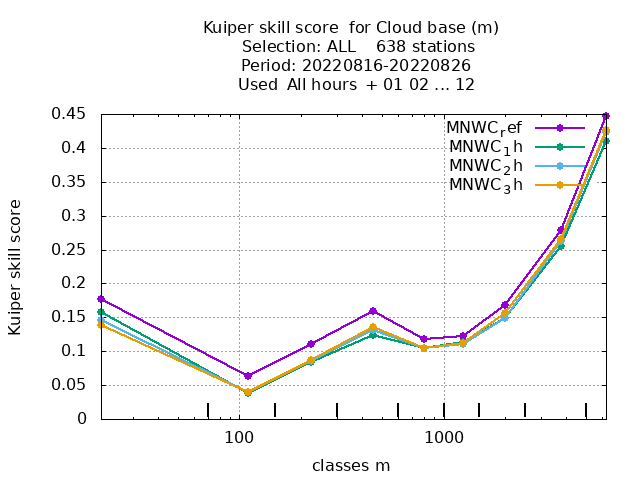 Kuiper skill score  for Cloud base (m)
Selection: ALL    638 stations
Period: 20220816-20220826
Used  All hours  + 01 02 ... 12
0.45
0.4
0.35
0.3
0.25
0.2
0.15
0.1
0.05
0
Kuiper skill score
MNWC_ref
MNWC_1h
MNWC_2h
MNWC_3h
100
1000
classes m